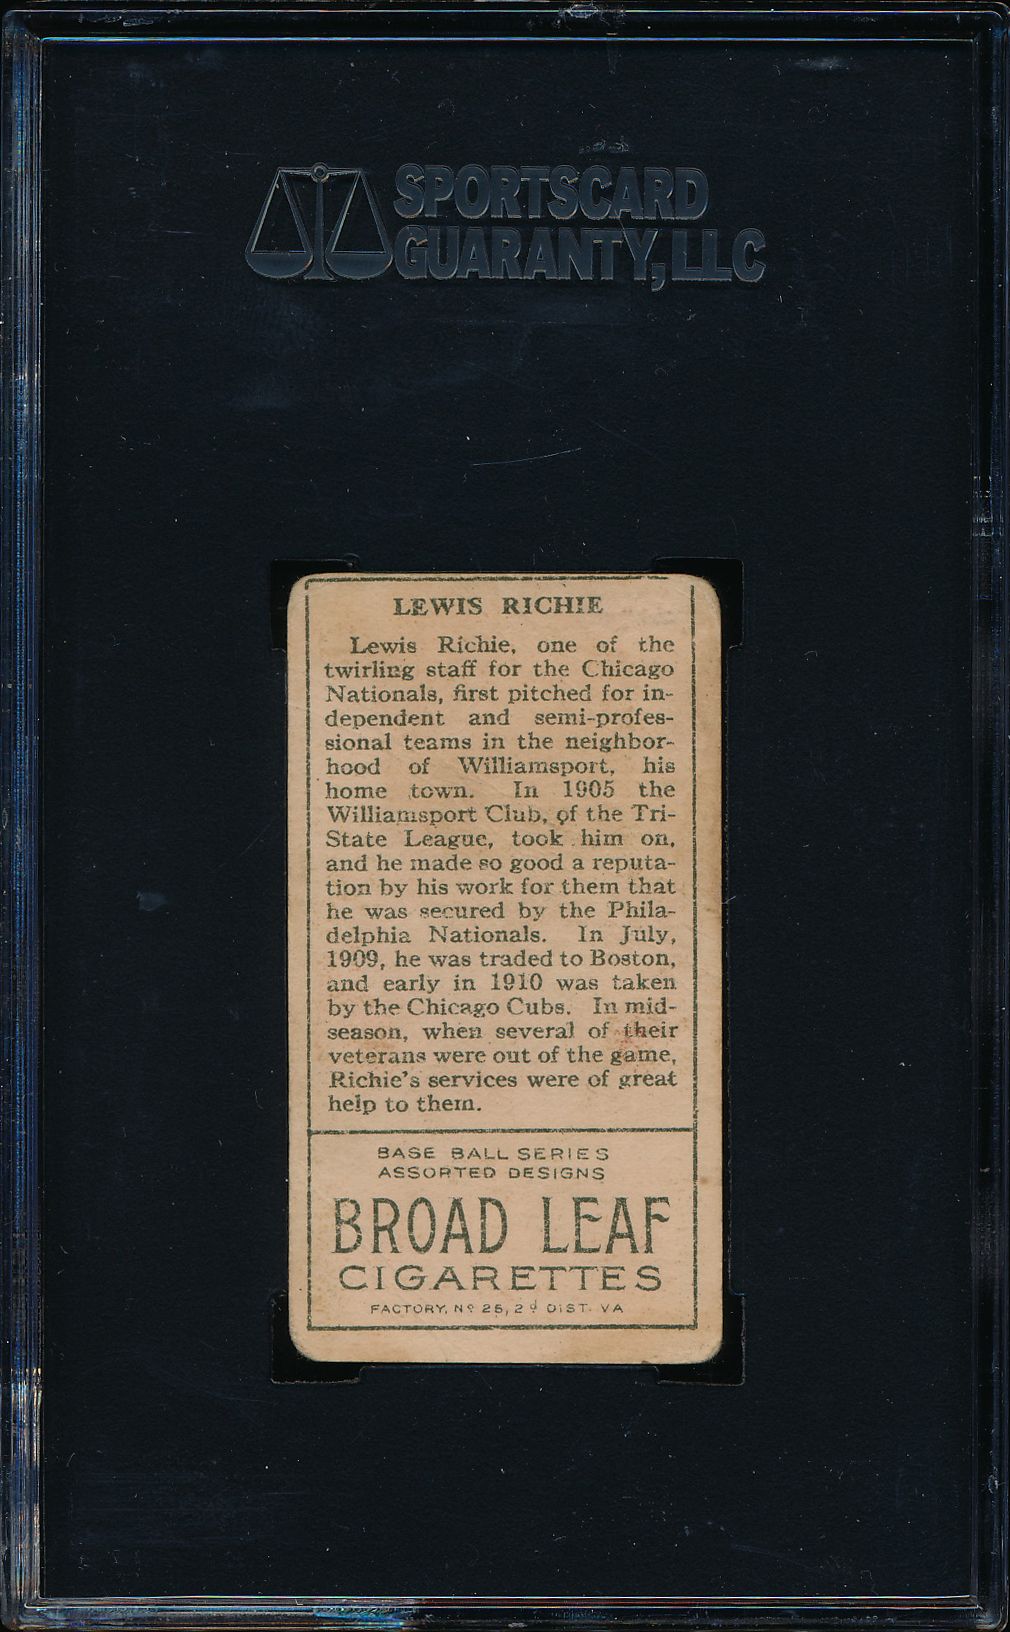 SPORTSCARD
GUARANTY, LLC
LEWIS RICHIE
Lewis Richie, one of the
twirling staff for the Chicago
Nationals, first pitched for in-
dependent and semi-profes-
sional teams in the neighbor-
hood of Williamsport, his
home town. In 1905 the
Williamsport Club, of the Tri-
State League, took him on,
and he made so good a reputa-
tion by his work for them that
he was secured by the Phila-
delphia Nationals. In July,
1909, he was traded to Boston,
and early in 1910 was taken
by the Chicago Cubs. In mid-
season, when several of their
veterans were out of the game,
Richie's services were of great
help to them.
BASE BALL SERIES
ASSORTED DESIGNS
BROAD LEAF
CIGARETTES
FACTORY. Nº 25, 2d DIST. VA